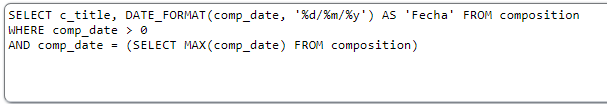 SELECT c_title, DATE_FORMAT(comp_date, '%d/%m/%y') AS 'Fecha' FROM composition
WHERE comp_date > 0
AND comp_date = (SELECT MAX(comp_date) FROM composition)